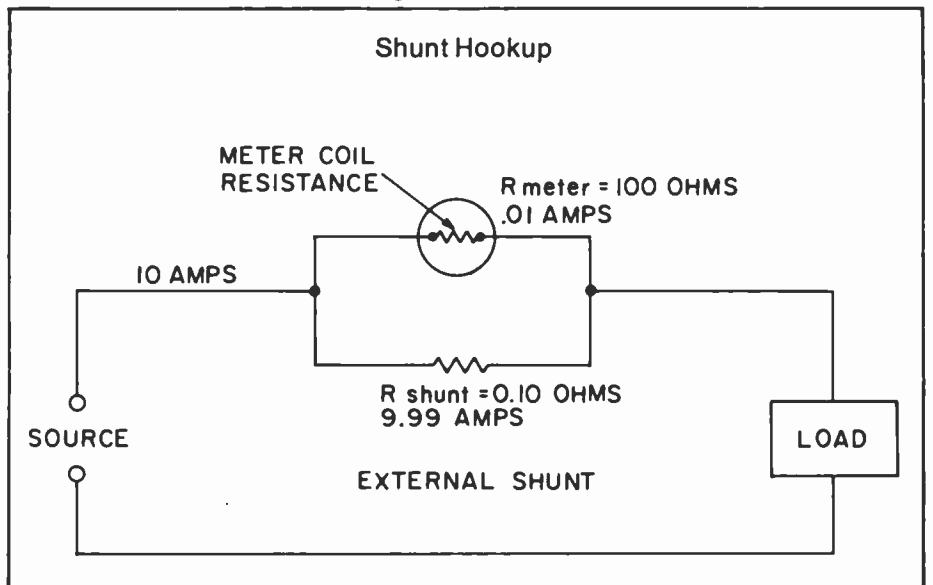 Shunt Hookup
METER COIL
RESISTANCE
R meter = 100 OHMS
.01 AMPS
10 AMPS
R shunt = 0.10 OHMS
9.99 AMPS
SOURCE
LOAD
EXTERNAL SHUNT